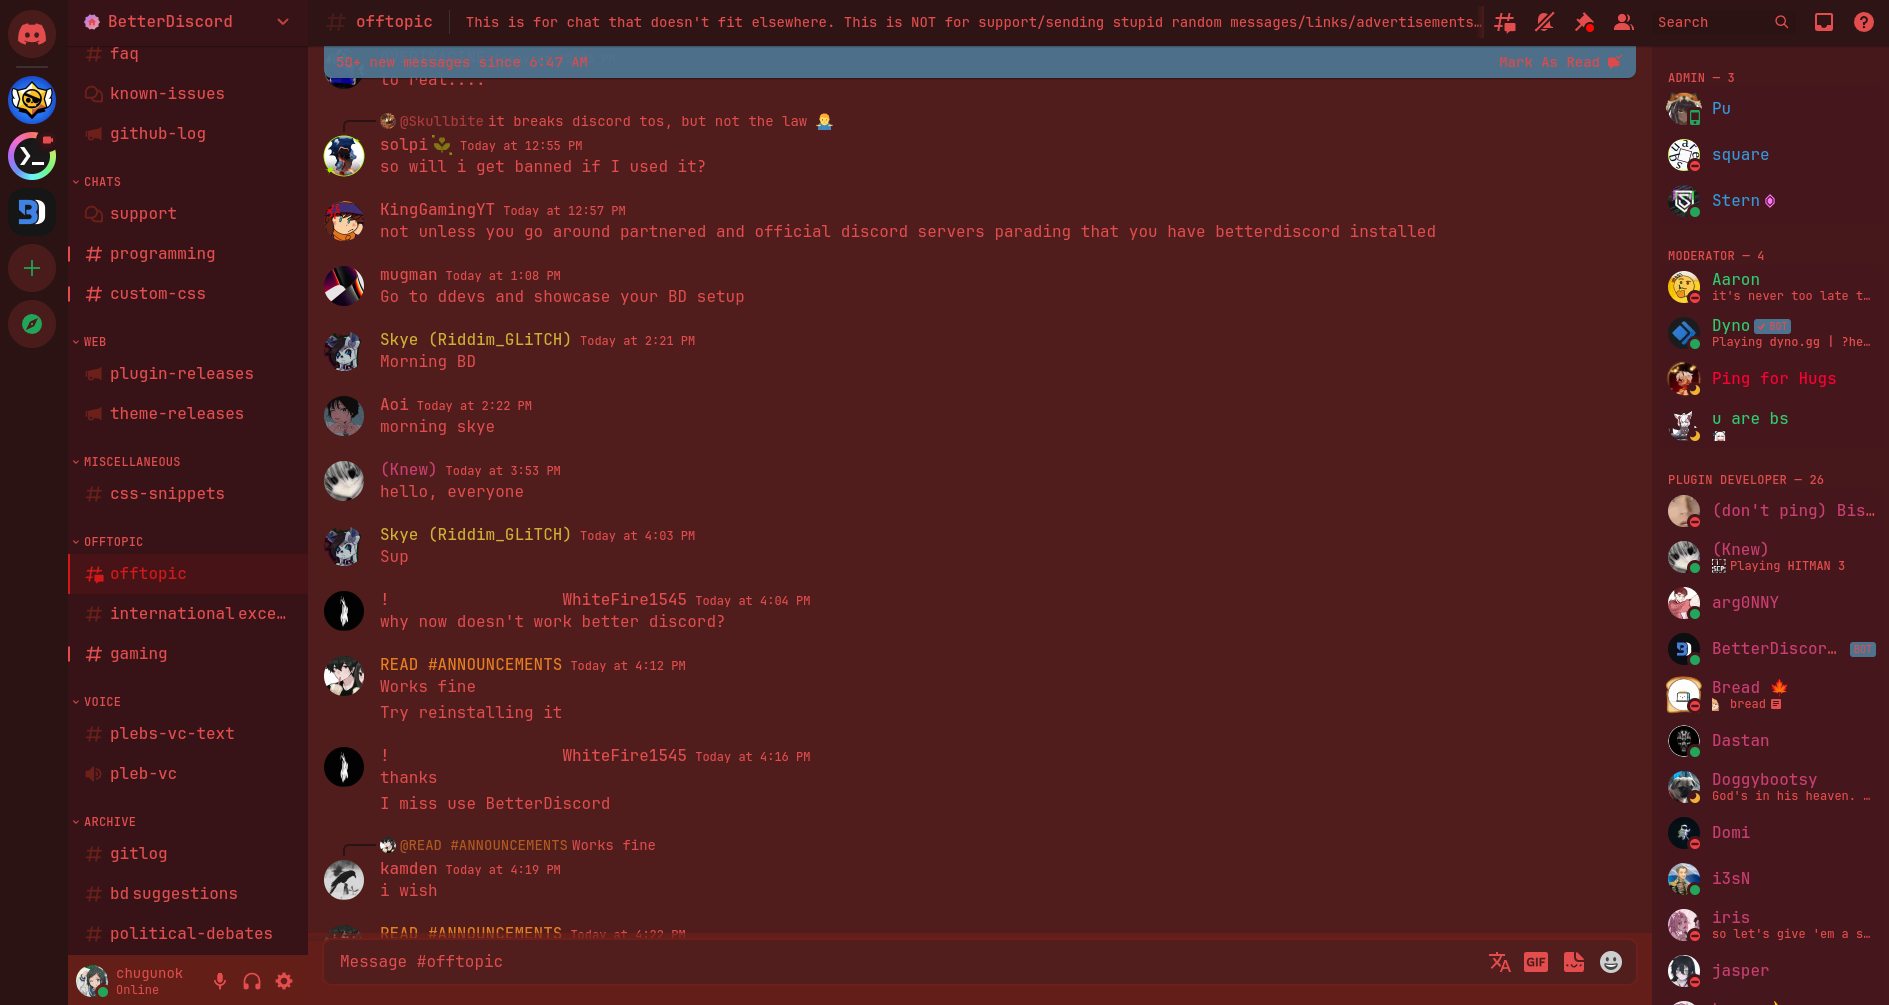 BetterDiscord
faq
known-issues
github-log
CHATS
support
programming
custom-css
WEB
plugin-releases
theme-releases
MISCELLANEOUS
css-snippets
OFFTOPIC
offtopic
international exce…
gaming
VOICE
plebs-vc-text
pleb-vc
ARCHIVE
gitlog
bd suggestions
political-debates
chugunok
Online
offtopic
This is for chat that doesn't fit elsewhere. This is NOT for support/sending stupid random messages/links/advertisements…
Search
50+ new messages since 6:47 AM
Mark As Read
to real....
@Skullbite it breaks discord tos, but not the law
solpi Today at 12:55 PM
so will i get banned if I used it?
KingGamingYT Today at 12:57 PM
not unless you go around partnered and official discord servers parading that you have betterdiscord installed
mugman Today at 1:08 PM
Go to ddevs and showcase your BD setup
Skye (Riddim_GLiTCH) Today at 2:21 PM
Morning BD
Aoi Today at 2:22 PM
morning skye
(Knew) Today at 3:53 PM
hello, everyone
Skye (Riddim_GLiTCH) Today at 4:03 PM
Sup
! WhiteFire1545 Today at 4:04 PM
why now doesn't work better discord?
READ #ANNOUNCEMENTS Today at 4:12 PM
Works fine
Try reinstalling it
! WhiteFire1545 Today at 4:16 PM
thanks
I miss use BetterDiscord
@READ #ANNOUNCEMENTS Works fine
kamden Today at 4:19 PM
i wish
READ #ANNOUNCEMENTS Today at 4:22 PM
Message #offtopic
GIF
ADMIN — 3
Pu
square
Stern
MODERATOR — 4
Aaron
it's never too late t…
Dyno BOT
Playing dyno.gg | ?he…
Ping for Hugs
u are bs
PLUGIN DEVELOPER — 26
(don't ping) Bis…
(Knew)
Playing HITMAN 3
arg0NNY
BetterDiscor… BOT
Bread
bread
Dastan
Doggybootsy
God's in his heaven. …
Domi
i3sN
iris
so let's give 'em a s…
jasper